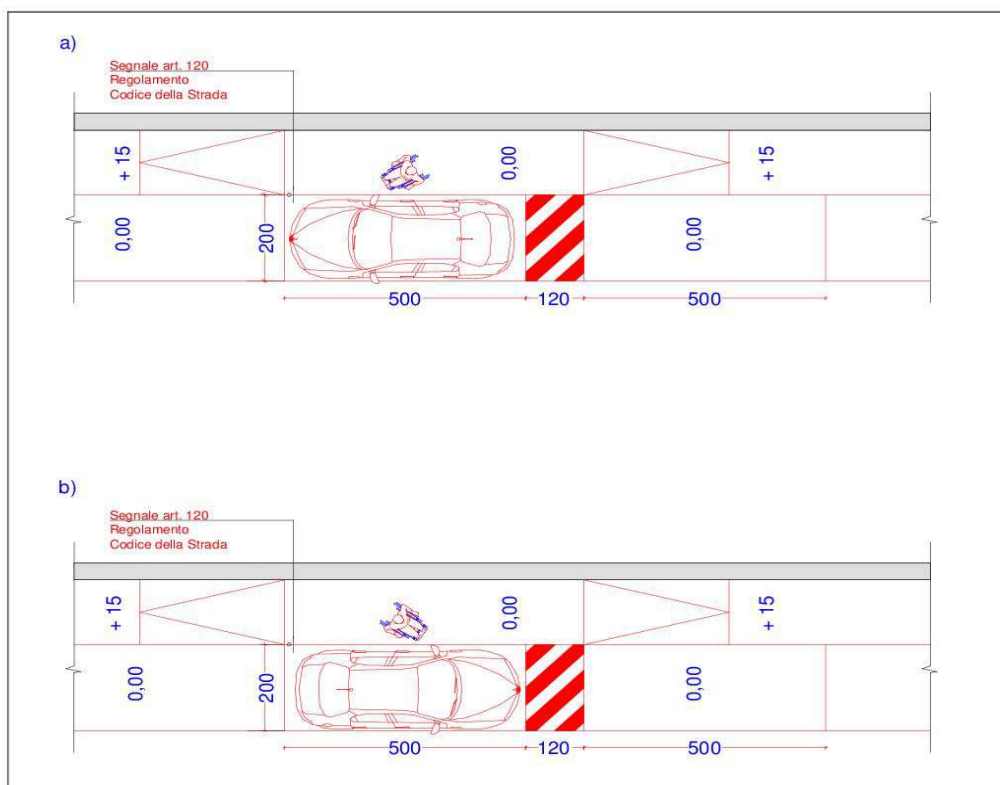 a)
Segnale art. 120
Regolamento
Codice della Strada
+ 15
0,00
+ 15
0,00
200
0,00
500
120
500
b)
Segnale art. 120
Regolamento
Codice della Strada
+ 15
0,00
+ 15
0,00
200
0,00
500
120
500